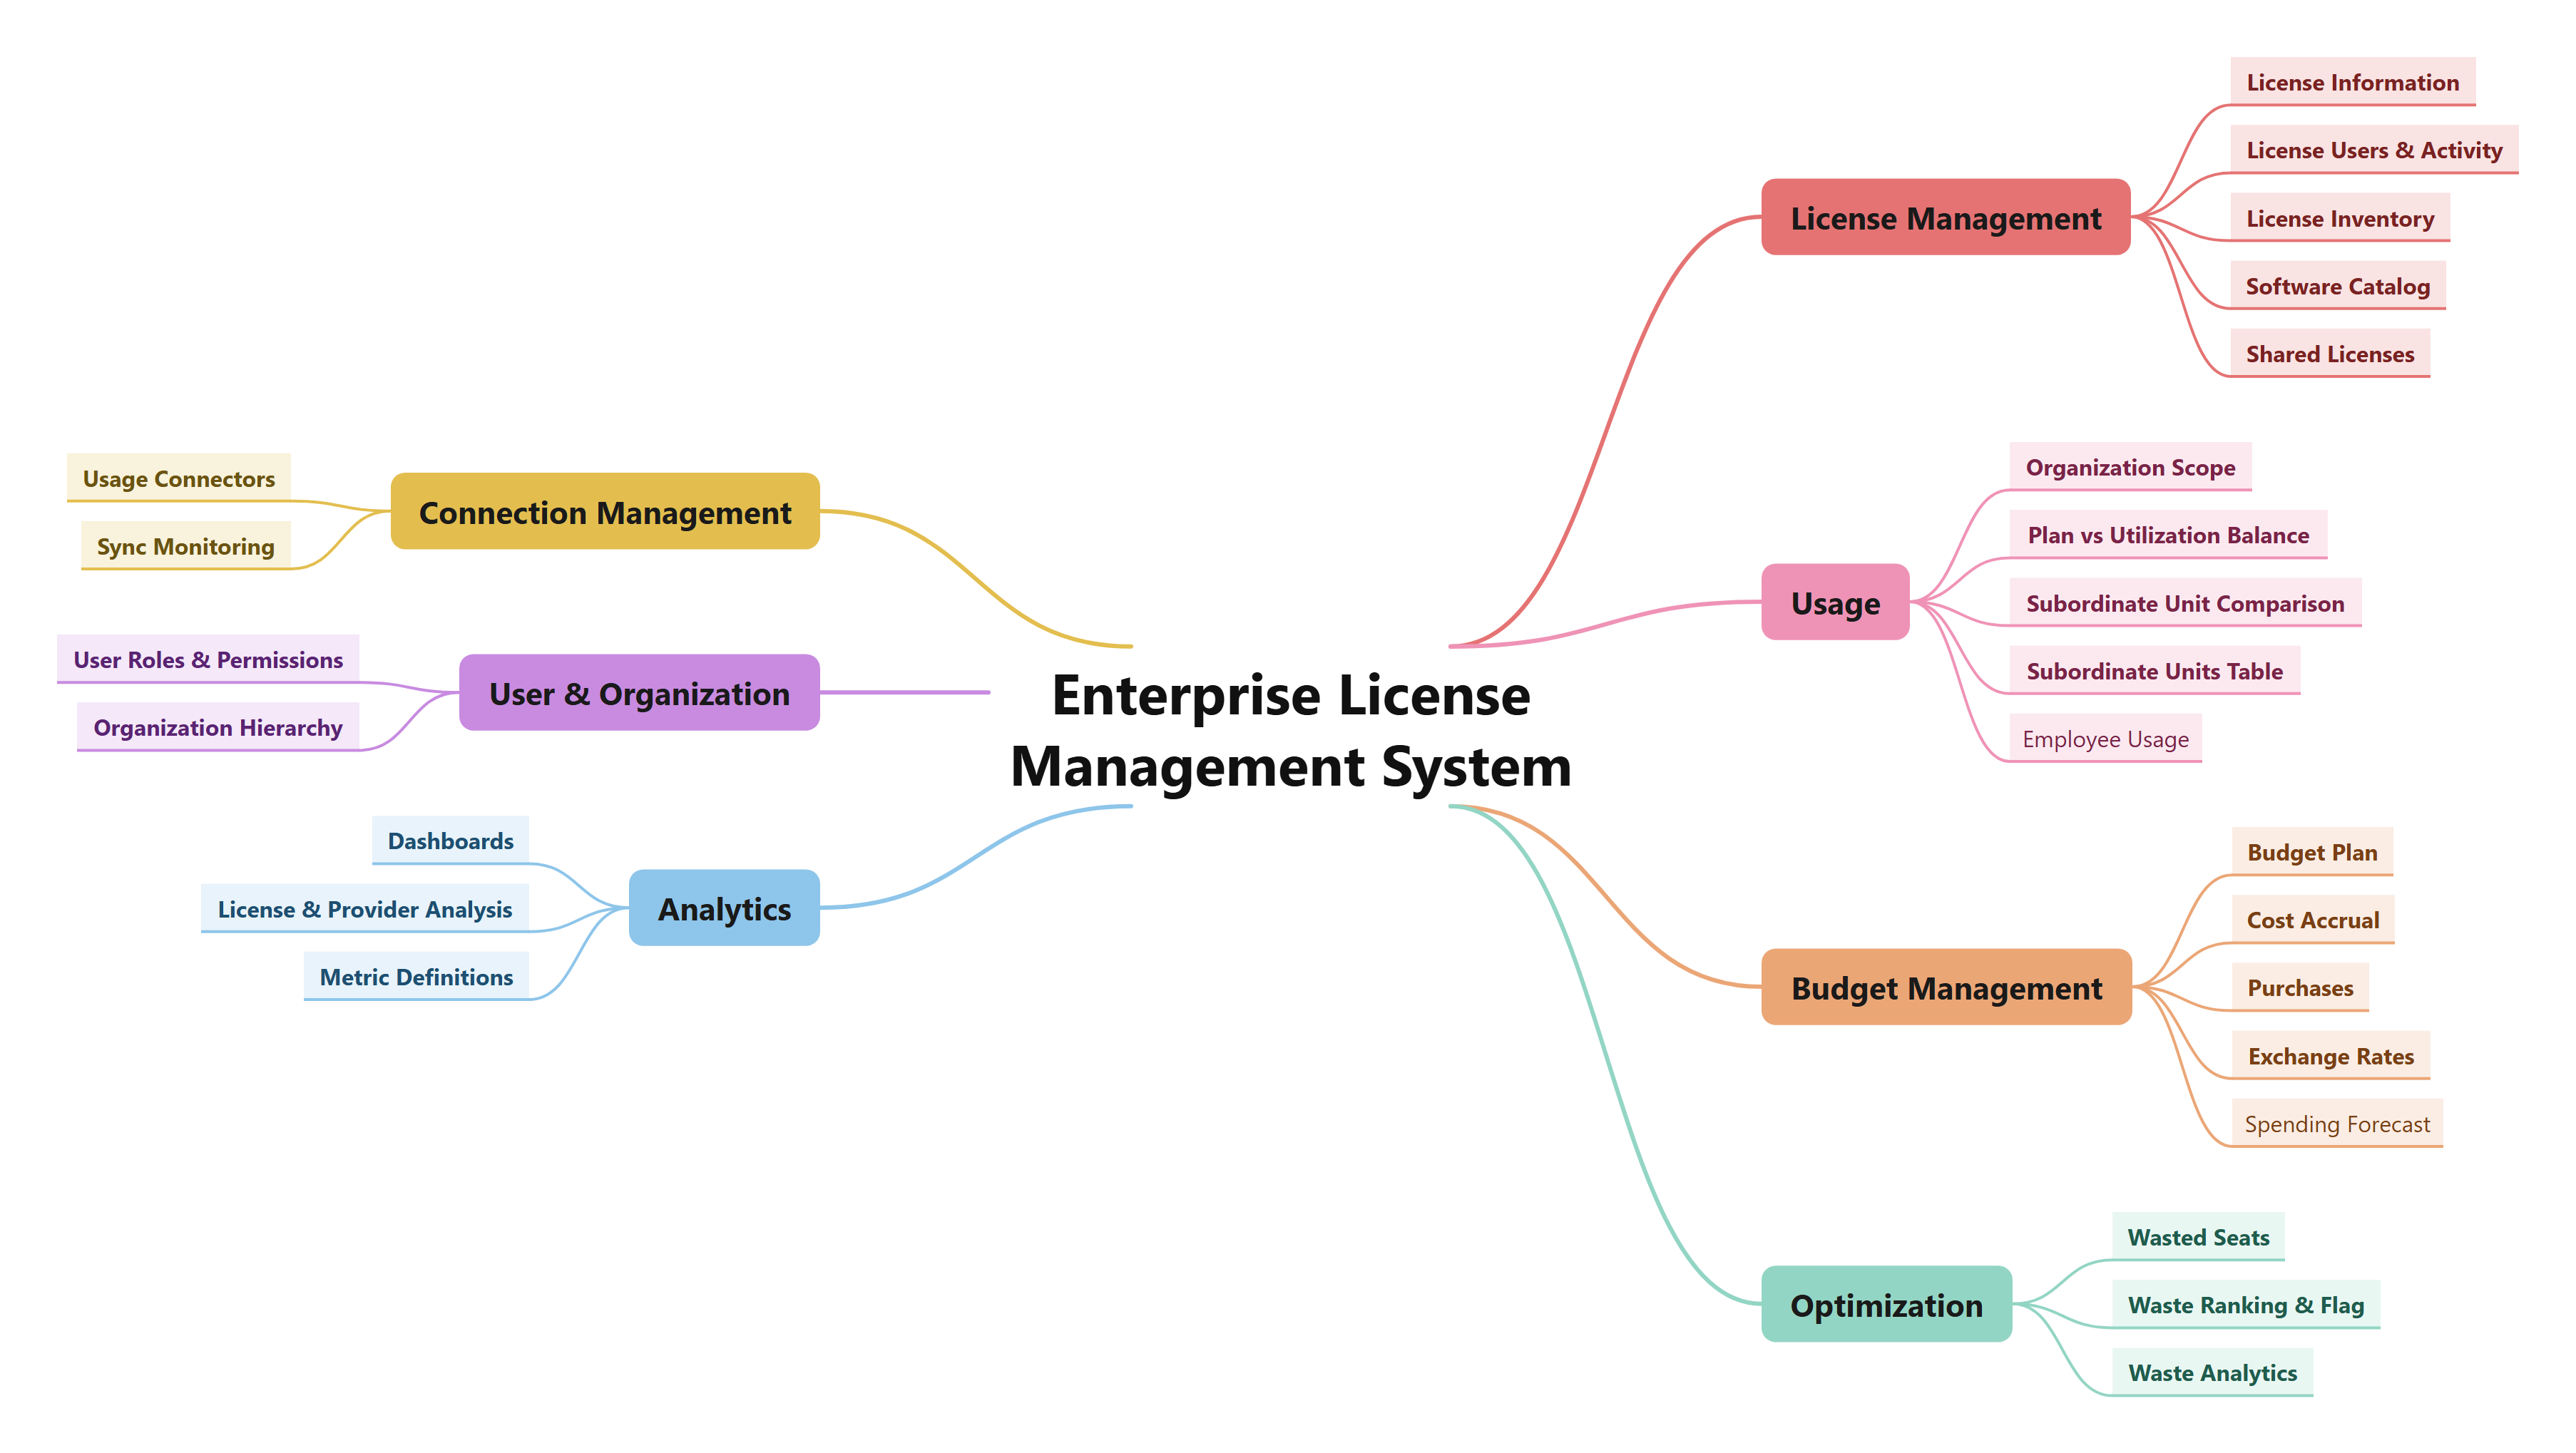 Enterprise License
Management System
License Management
License Information
License Users & Activity
License Inventory
Software Catalog
Shared Licenses
Usage
Organization Scope
Plan vs Utilization Balance
Subordinate Unit Comparison
Subordinate Units Table
Employee Usage
Budget Management
Budget Plan
Cost Accrual
Purchases
Exchange Rates
Spending Forecast
Optimization
Wasted Seats
Waste Ranking & Flag
Waste Analytics
Connection Management
Usage Connectors
Sync Monitoring
User & Organization
User Roles & Permissions
Organization Hierarchy
Analytics
Dashboards
License & Provider Analysis
Metric Definitions